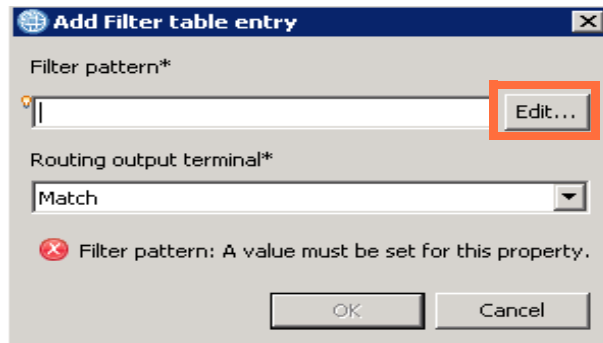 Add Filter table entry
Filter pattern*
Edit...
Routing output terminal*
Match
Filter pattern: A value must be set for this property.
OK
Cancel